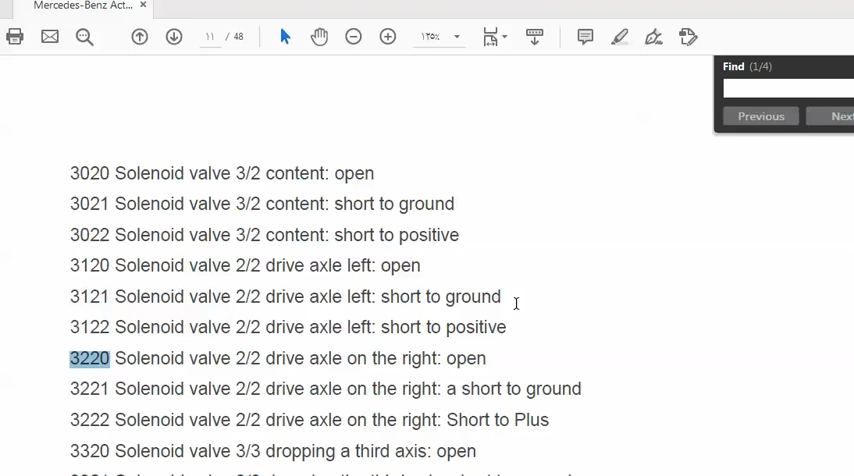 Mercedes-Benz Act... ×
١١ / 48
١٢٥٪
Find (1/4)
Previous
Next
3020 Solenoid valve 3/2 content: open
3021 Solenoid valve 3/2 content: short to ground
3022 Solenoid valve 3/2 content: short to positive
3120 Solenoid valve 2/2 drive axle left: open
3121 Solenoid valve 2/2 drive axle left: short to ground
3122 Solenoid valve 2/2 drive axle left: short to positive
3220 Solenoid valve 2/2 drive axle on the right: open
3221 Solenoid valve 2/2 drive axle on the right: a short to ground
3222 Solenoid valve 2/2 drive axle on the right: Short to Plus
3320 Solenoid valve 3/3 dropping a third axis: open